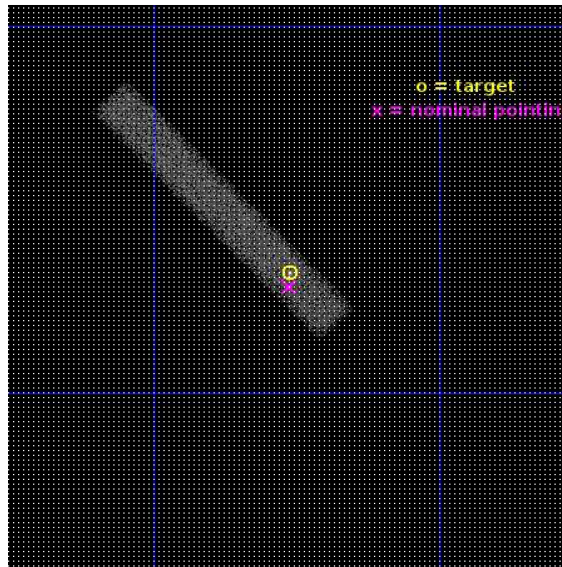 o = target
x = nominal pointin